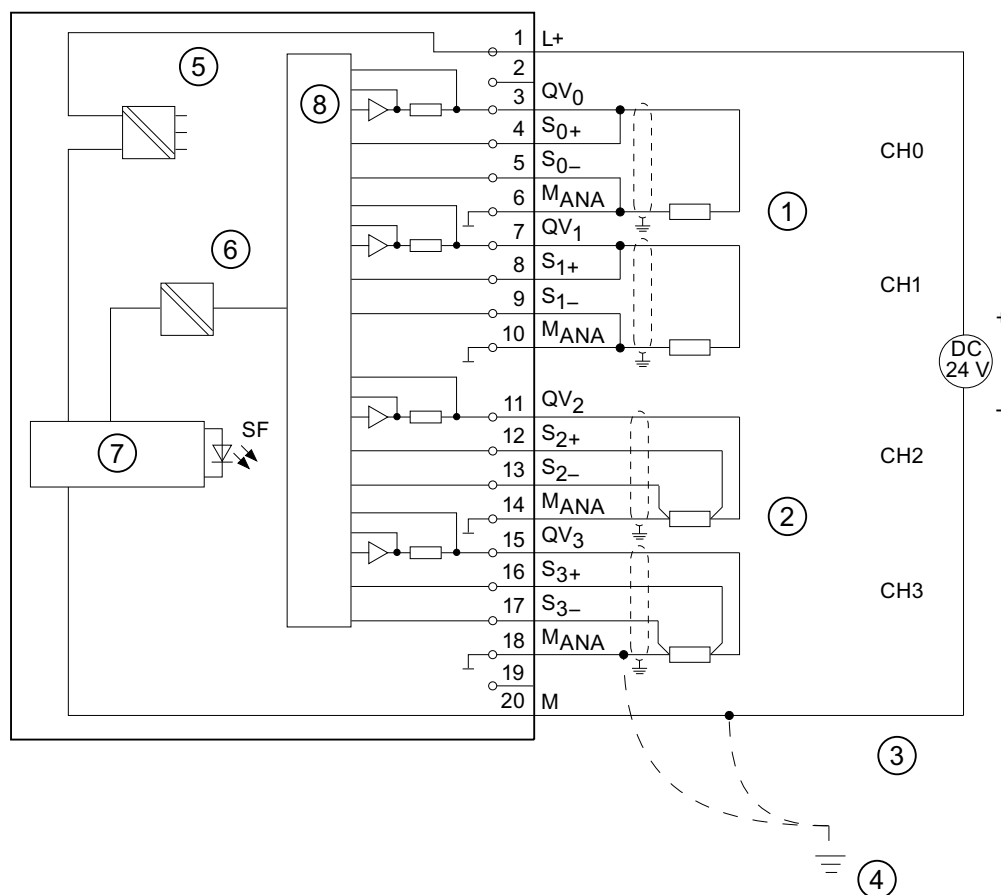 1 L+
5
2
8
3 QV0
4 S0+
CH0
5 S0–
6 MANA
1
7 QV1
6
8 S1+
CH1
9 S1–
+
10 MANA
DC
24 V
–
11 QV2
SF
12 S2+
CH2
7
13 S2–
14 MANA
2
15 QV3
16 S3+
CH3
17 S3–
18 MANA
19
20 M
3
4